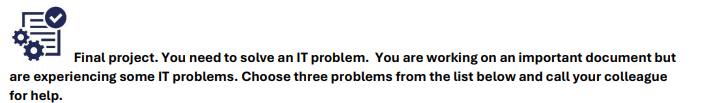 Final project. You need to solve an IT problem.  You are working on an important document but
are experiencing some IT problems. Choose three problems from the list below and call your colleague
for help.